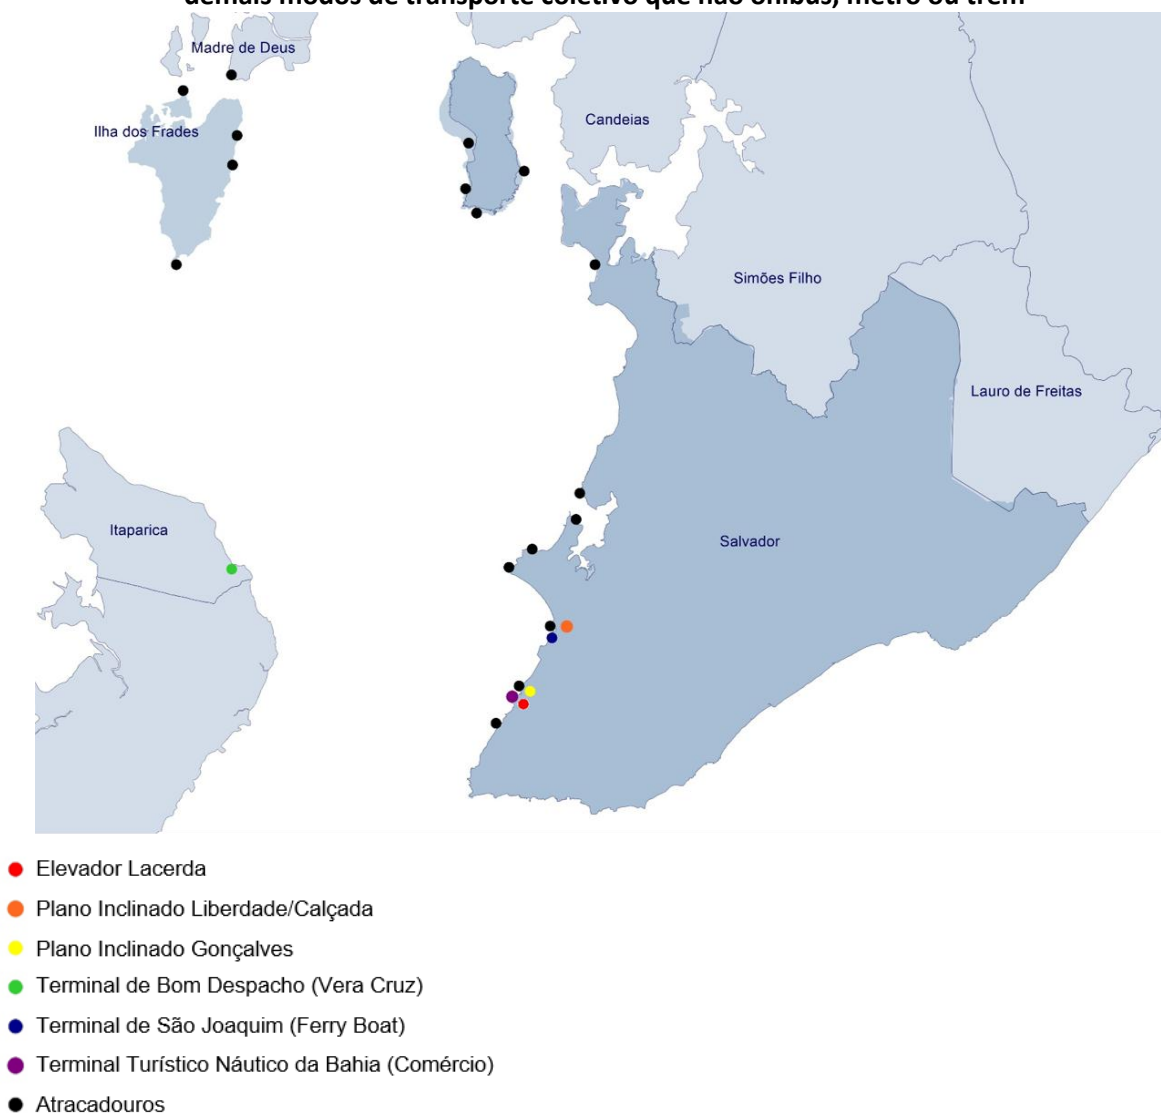 demais modos de transporte coletivo que não ônibus, metrô ou trem
Madre de Deus
Candeias
Ilha dos Frades
Simões Filho
Lauro de Freitas
Itaparica
Salvador
Elevador Lacerda
Plano Inclinado Liberdade/Calçada
Plano Inclinado Gonçalves
Terminal de Bom Despacho (Vera Cruz)
Terminal de São Joaquim (Ferry Boat)
Terminal Turístico Náutico da Bahia (Comércio)
Atracadouros